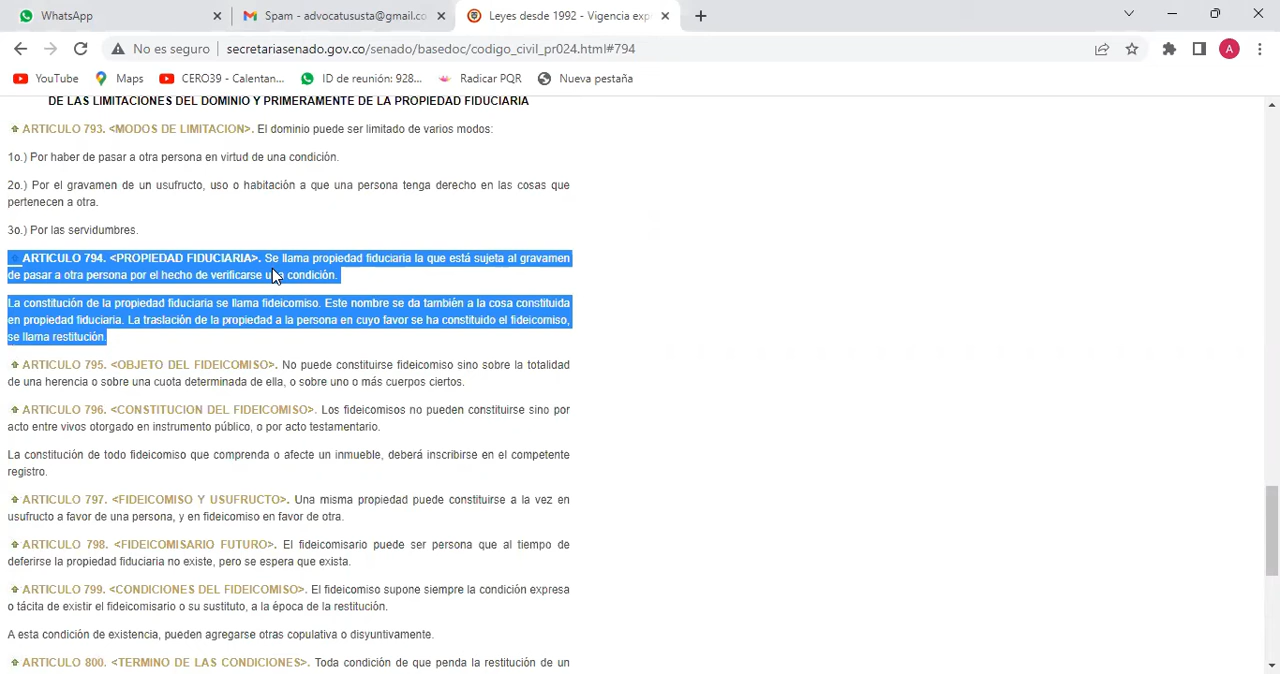 WhatsApp
Spam - advocatususta@gmail.co
Leyes desde 1992 - Vigencia exp
No es seguro
secretariasenado.gov.co/senado/basedoc/codigo_civil_pr024.html#794
A
YouTube
Maps
CERO39 - Calentan...
ID de reunión: 928...
Radicar PQR
Nueva pestaña
DE LAS LIMITACIONES DEL DOMINIO Y PRIMERAMENTE DE LA PROPIEDAD FIDUCIARIA
ARTICULO 793. <MODOS DE LIMITACION>. El dominio puede ser limitado de varios modos:
1o.) Por haber de pasar a otra persona en virtud de una condición.
2o.) Por el gravamen de un usufructo, uso o habitación a que una persona tenga derecho en las cosas que
pertenecen a otra.
3o.) Por las servidumbres.
ARTICULO 794. <PROPIEDAD FIDUCIARIA>. Se llama propiedad fiduciaria la que está sujeta al gravamen
de pasar a otra persona por el hecho de verificarse una condición.
La constitución de la propiedad fiduciaria se llama fideicomiso. Este nombre se da también a la cosa constituida
en propiedad fiduciaria. La traslación de la propiedad a la persona en cuyo favor se ha constituido el fideicomiso,
se llama restitución.
ARTICULO 795. <OBJETO DEL FIDEICOMISO>. No puede constituirse fideicomiso sino sobre la totalidad
de una herencia o sobre una cuota determinada de ella, o sobre uno o más cuerpos ciertos.
ARTICULO 796. <CONSTITUCION DEL FIDEICOMISO>. Los fideicomisos no pueden constituirse sino por
acto entre vivos otorgado en instrumento público, o por acto testamentario.
La constitución de todo fideicomiso que comprenda o afecte un inmueble, deberá inscribirse en el competente
registro.
ARTICULO 797. <FIDEICOMISO Y USUFRUCTO>. Una misma propiedad puede constituirse a la vez en
usufructo a favor de una persona, y en fideicomiso en favor de otra.
ARTICULO 798. <FIDEICOMISARIO FUTURO>. El fideicomisario puede ser persona que al tiempo de
deferirse la propiedad fiduciaria no existe, pero se espera que exista.
ARTICULO 799. <CONDICIONES DEL FIDEICOMISO>. El fideicomiso supone siempre la condición expresa
o tácita de existir el fideicomisario o su sustituto, a la época de la restitución.
A esta condición de existencia, pueden agregarse otras copulativa o disyuntivamente.
ARTICULO 800. <TERMINO DE LAS CONDICIONES>. Toda condición de que penda la restitución de un